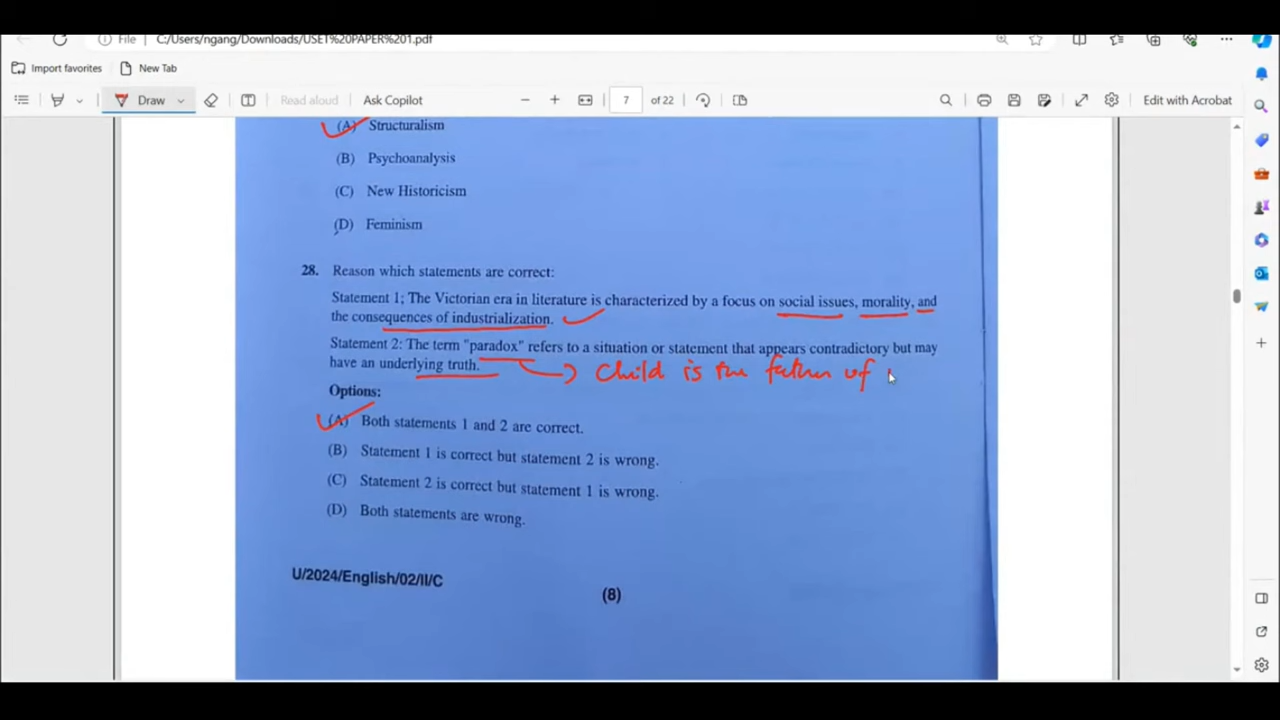 File C:/Users/ngang/Downloads/USET%20PAPER%201.pdf
Import favorites New Tab
Draw Read aloud Ask Copilot 7 of 22 Edit with Acrobat
(A) Structuralism
(B) Psychoanalysis
(C) New Historicism
(D) Feminism
28. Reason which statements are correct:
Statement 1; The Victorian era in literature is characterized by a focus on social issues, morality, and
the consequences of industrialization.
Statement 2: The term "paradox" refers to a situation or statement that appears contradictory but may
have an underlying truth.
Child is the father of
Options:
(A) Both statements 1 and 2 are correct.
(B) Statement 1 is correct but statement 2 is wrong.
(C) Statement 2 is correct but statement 1 is wrong.
(D) Both statements are wrong.
U/2024/English/02/II/C
(8)